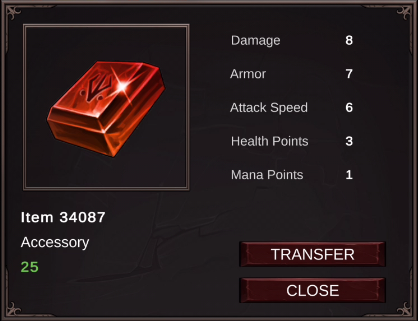 Damage 8
Armor 7
Attack Speed 6
Health Points 3
Mana Points 1
Item 34087
Accessory
25
TRANSFER
CLOSE